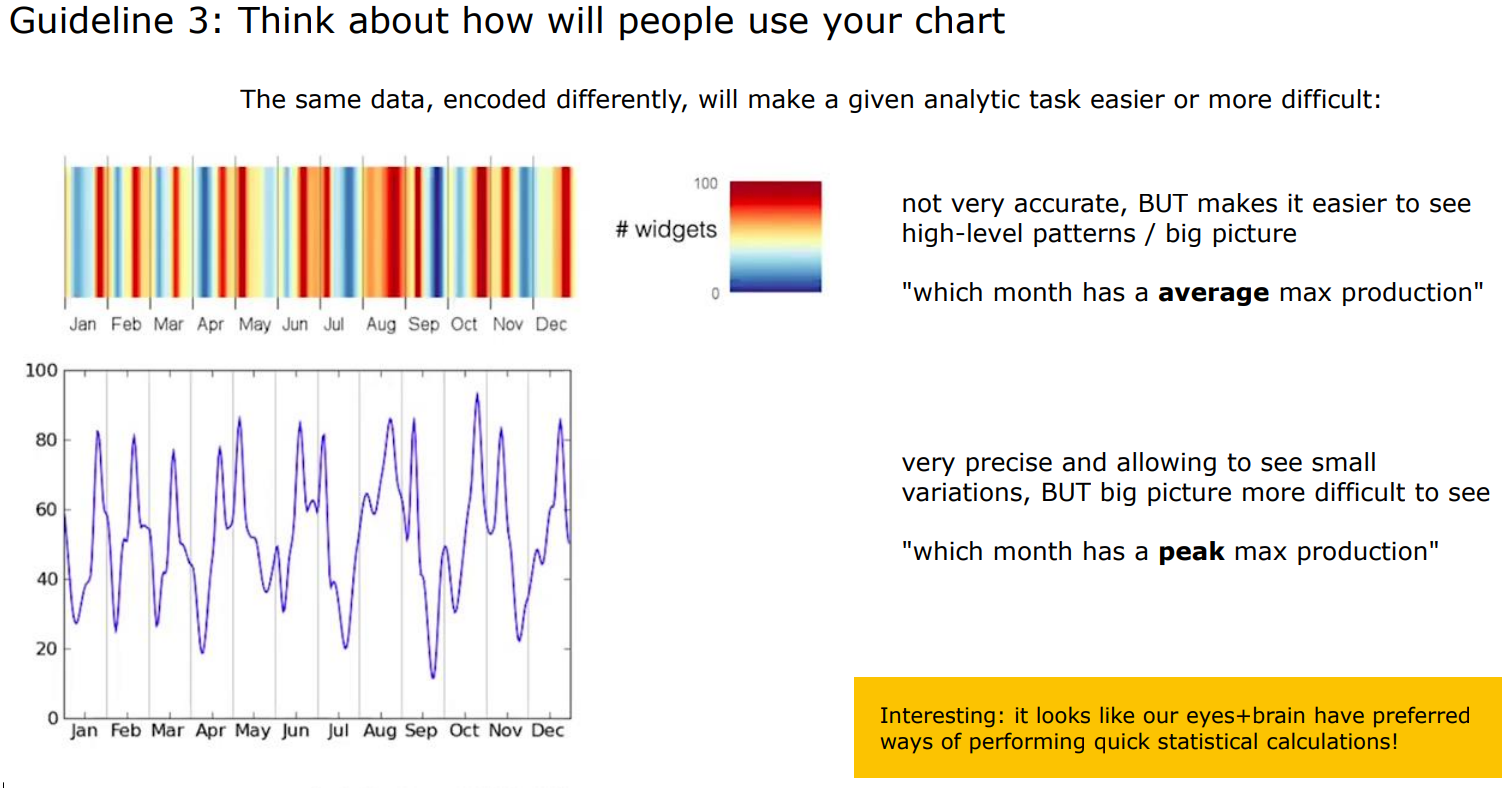 Guideline 3: Think about how will people use your chart
The same data, encoded differently, will make a given analytic task easier or more difficult:
Jan Feb Mar Apr May Jun Jul Aug Sep Oct Nov Dec
100
# widgets
0
not very accurate, BUT makes it easier to see
high-level patterns / big picture
"which month has a average max production"
100
80
60
40
20
0
Jan Feb Mar Apr May Jun Jul Aug Sep Oct Nov Dec
very precise and allowing to see small
variations, BUT big picture more difficult to see
"which month has a peak max production"
Interesting: it looks like our eyes+brain have preferred
ways of performing quick statistical calculations!